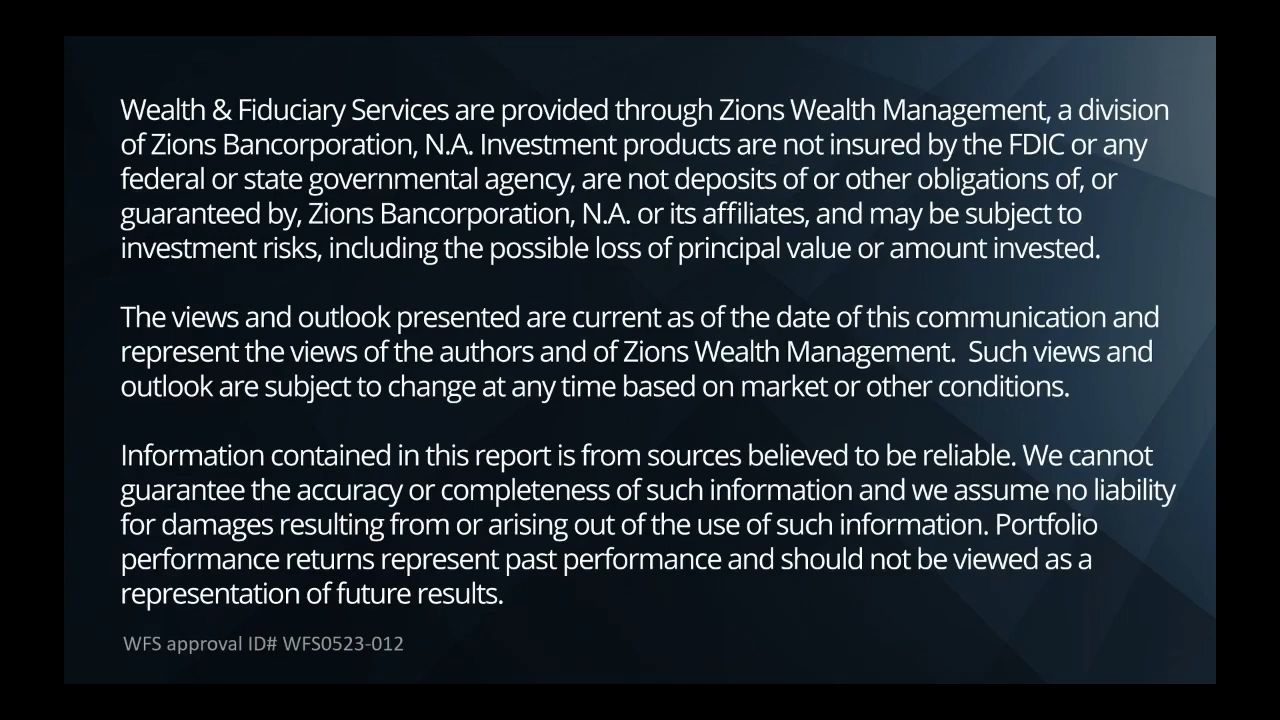 Wealth & Fiduciary Services are provided through Zions Wealth Management, a division
of Zions Bancorporation, N.A. Investment products are not insured by the FDIC or any
federal or state governmental agency, are not deposits of or other obligations of, or
guaranteed by, Zions Bancorporation, N.A. or its affiliates, and may be subject to
investment risks, including the possible loss of principal value or amount invested.
The views and outlook presented are current as of the date of this communication and
represent the views of the authors and of Zions Wealth Management.  Such views and
outlook are subject to change at any time based on market or other conditions.
Information contained in this report is from sources believed to be reliable. We cannot
guarantee the accuracy or completeness of such information and we assume no liability
for damages resulting from or arising out of the use of such information. Portfolio
performance returns represent past performance and should not be viewed as a
representation of future results.
WFS approval ID# WFS0523-012